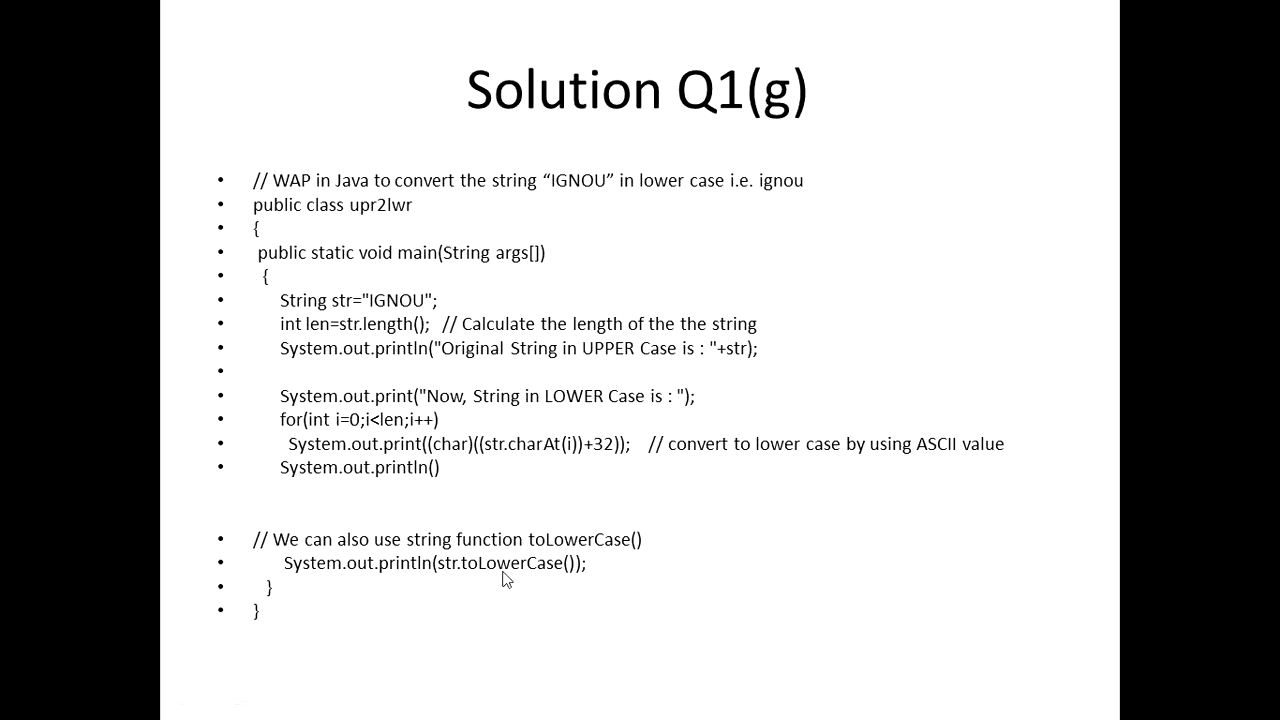 Solution Q1(g)
• // WAP in Java to convert the string “IGNOU” in lower case i.e. ignou
• public class upr2lwr
• {
• public static void main(String args[])
• {
• String str="IGNOU";
• int len=str.length(); // Calculate the length of the the string
• System.out.println("Original String in UPPER Case is : "+str);
•
• System.out.print("Now, String in LOWER Case is : ");
• for(int i=0;i<len;i++)
• System.out.print((char)((str.charAt(i))+32)); // convert to lower case by using ASCII value
• System.out.println()
• // We can also use string function toLowerCase()
• System.out.println(str.toLowerCase());
• }
• }